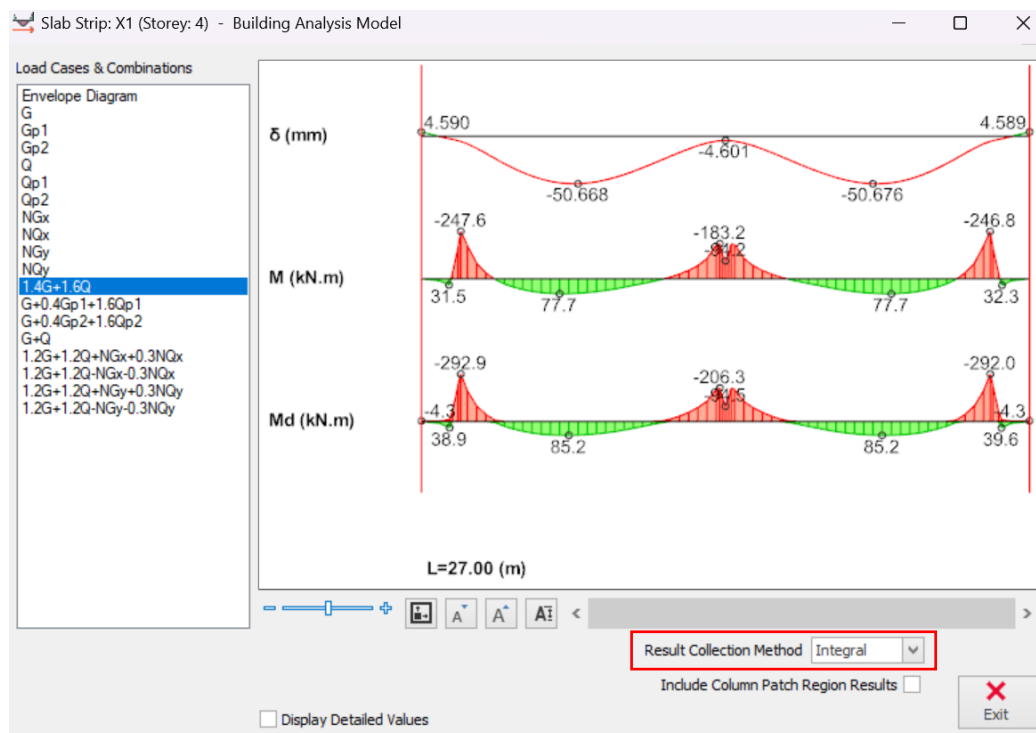 Slab Strip: X1 (Storey: 4) - Building Analysis Model
Load Cases & Combinations
Envelope Diagram
G
Gp1
Gp2
Q
Qp1
Qp2
NGx
NQx
NGy
NQy
1.4G+1.6Q
G+0.4Gp1+1.6Qp1
G+0.4Gp2+1.6Qp2
G+Q
1.2G+1.2Q+NGx+0.3NQx
1.2G+1.2Q-NGx-0.3NQx
1.2G+1.2Q+NGy+0.3NQy
1.2G+1.2Q-NGy-0.3NQy
4.590 4.589
δ (mm)
-4.601
-50.668 -50.676
-247.6 -183.2 -246.8
M (kN.m)
31.5 77.7 77.7 32.3
-292.9 -206.3 -292.0
-4.3 -4.3
Md (kN.m)
38.9 85.2 85.2 39.6
L=27.00 (m)
Result Collection Method Integral
Include Column Patch Region Results
Exit
Display Detailed Values